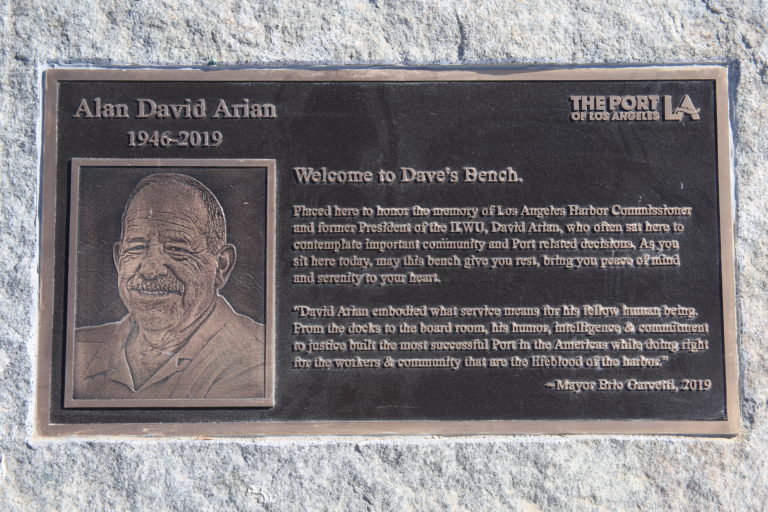 Alan David Arian
1946-2019
THE PORT
OF LOS ANGELES
LA
Welcome to Dave's Bench.
Placed here to honor the memory of Los Angeles Harbor Commissioner
and former President of the ILWU, David Arian, who often sat here to
contemplate important community and Port related decisions. As you
sit here today, may this bench give you rest, bring you peace of mind
and serenity to your heart.
"David Arian embodied what service means for his fellow human being.
From the docks to the board room, his humor, intelligence & commitment
to justice built the most successful Port in the Americas while doing right
for the workers & community that are the lifeblood of the harbor."
~Mayor Eric Garcetti, 2019